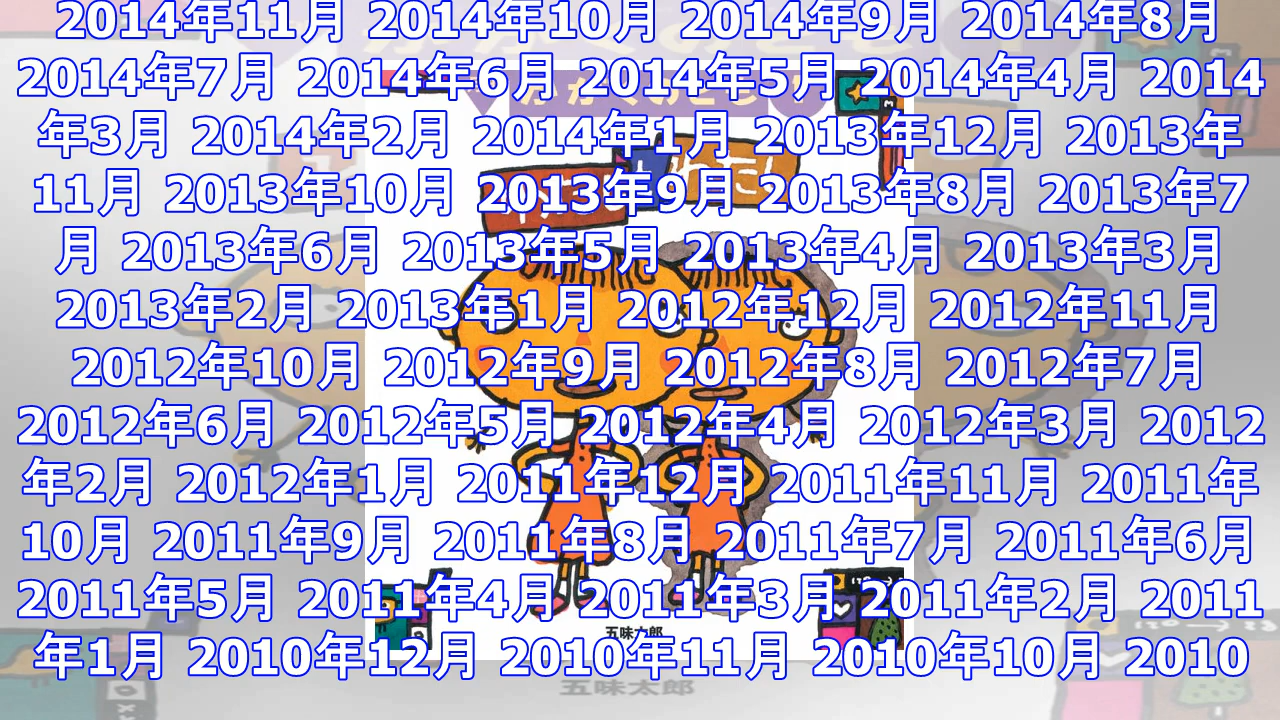 2014年11月 2014年10月 2014年9月 2014年8月
2014年7月 2014年6月 2014年5月 2014年4月 2014
年3月 2014年2月 2014年1月 2013年12月 2013年
11月 2013年10月 2013年9月 2013年8月 2013年7
月 2013年6月 2013年5月 2013年4月 2013年3月
2013年2月 2013年1月 2012年12月 2012年11月
2012年10月 2012年9月 2012年8月 2012年7月
2012年6月 2012年5月 2012年4月 2012年3月 2012
年2月 2012年1月 2011年12月 2011年11月 2011年
10月 2011年9月 2011年8月 2011年7月 2011年6月
2011年5月 2011年4月 2011年3月 2011年2月 2011
年1月 2010年12月 2010年11月 2010年10月 2010
五味太郎